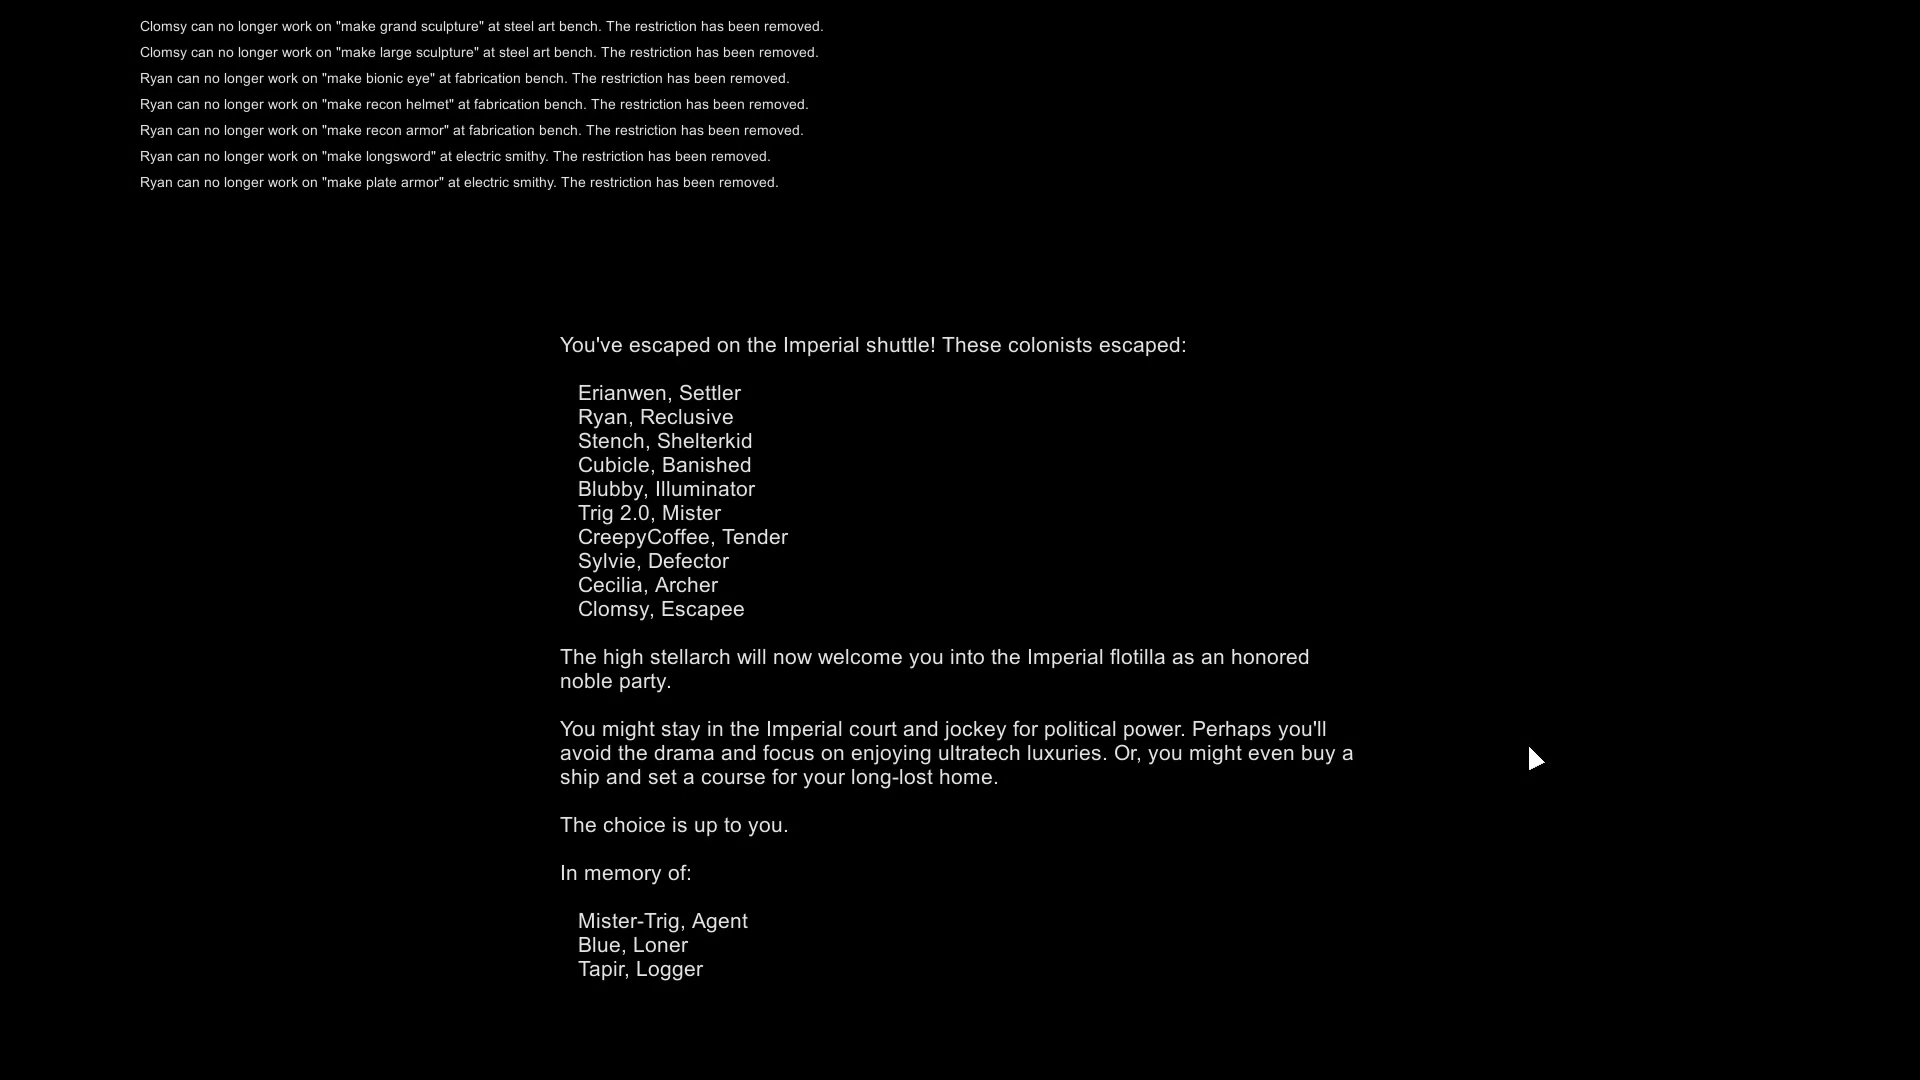 Clomsy can no longer work on "make grand sculpture" at steel art bench. The restriction has been removed.
Clomsy can no longer work on "make large sculpture" at steel art bench. The restriction has been removed.
Ryan can no longer work on "make bionic eye" at fabrication bench. The restriction has been removed.
Ryan can no longer work on "make recon helmet" at fabrication bench. The restriction has been removed.
Ryan can no longer work on "make recon armor" at fabrication bench. The restriction has been removed.
Ryan can no longer work on "make longsword" at electric smithy. The restriction has been removed.
Ryan can no longer work on "make plate armor" at electric smithy. The restriction has been removed.
You've escaped on the Imperial shuttle! These colonists escaped:
Erianwen, Settler
Ryan, Reclusive
Stench, Shelterkid
Cubicle, Banished
Blubby, Illuminator
Trig 2.0, Mister
CreepyCoffee, Tender
Sylvie, Defector
Cecilia, Archer
Clomsy, Escapee
The high stellarch will now welcome you into the Imperial flotilla as an honored
noble party.
You might stay in the Imperial court and jockey for political power. Perhaps you'll
avoid the drama and focus on enjoying ultratech luxuries. Or, you might even buy a
ship and set a course for your long-lost home.
The choice is up to you.
In memory of:
Mister-Trig, Agent
Blue, Loner
Tapir, Logger